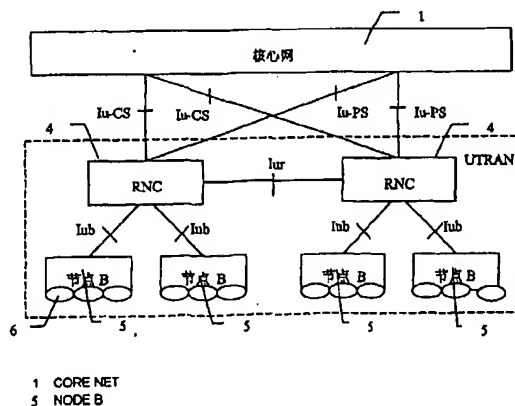 1
核心网
Iu-CS Iu-CS Iu-PS Iu-PS
4 4
RNC Iur RNC UTRAN
Iub Iub Iub Iub
节点 B 节点 B 节点 B 节点 B
6 5 5 5 5
1 CORE NET
5 NODE B